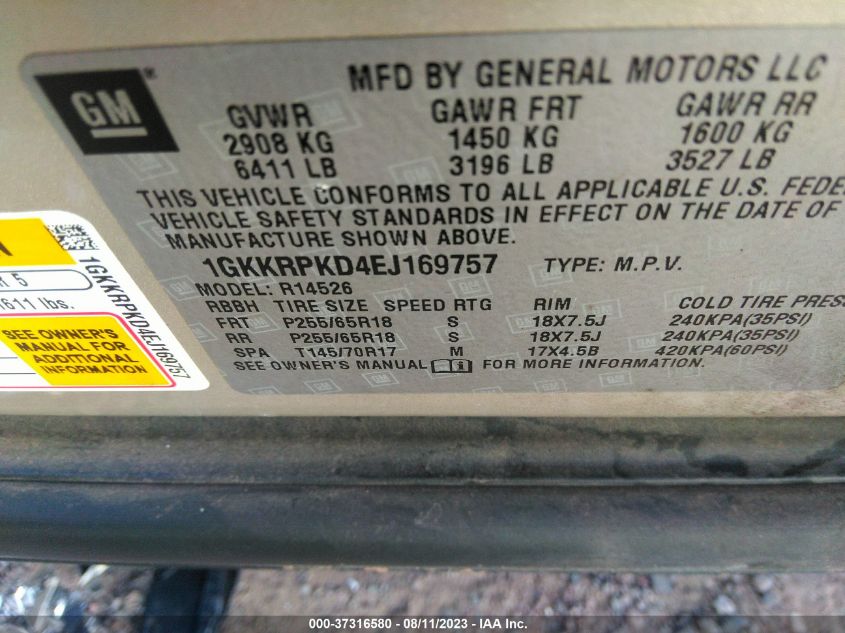 GM
®
MFD BY GENERAL MOTORS LLC
GVWR GAWR FRT GAWR RR
2908 KG 1450 KG 1600 KG
6411 LB 3196 LB 3527 LB
THIS VEHICLE CONFORMS TO ALL APPLICABLE U.S. FEDE
VEHICLE SAFETY STANDARDS IN EFFECT ON THE DATE OF
MANUFACTURE SHOWN ABOVE.
1GKKRPKD4EJ169757 TYPE: M.P.V.
MODEL: R14526
RBBH TIRE SIZE SPEED RTG RIM COLD TIRE PRES
FRT P255/65R18 S 18X7.5J 240KPA(35PSI)
RR P255/65R18 S 18X7.5J 240KPA(35PSI)
SPA T145/70R17 M 17X4.5B 420KPA(60PSI)
SEE OWNER'S MANUAL FOR MORE INFORMATION.
R 5
611 lbs.
SEE OWNER'S
MANUAL FOR
ADDITIONAL
INFORMATION
1GKKRPKD4EJ169757
000-37316580 - 08/11/2023 - IAA Inc.